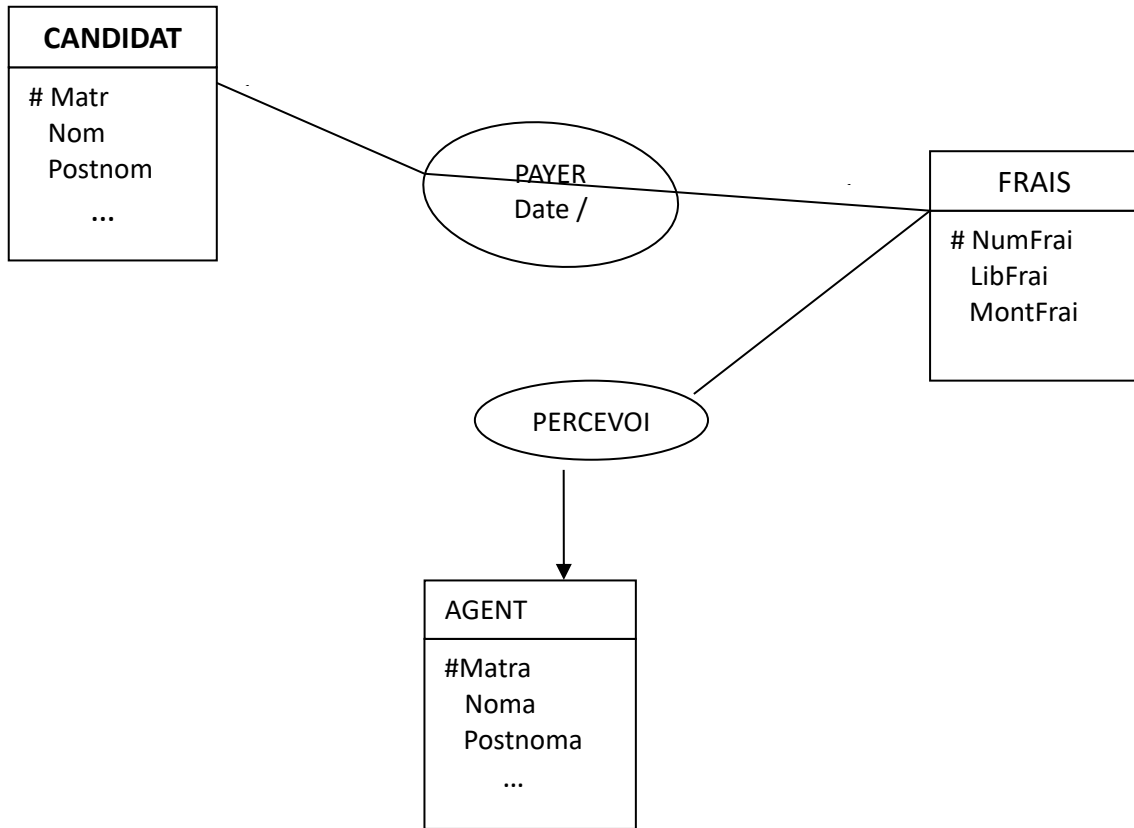 CANDIDAT
# Matr
Nom
Postnom
...
PAYER
Date /
FRAIS
# NumFrai
LibFrai
MontFrai
PERCEVOI
AGENT
#Matra
Noma
Postnoma
...